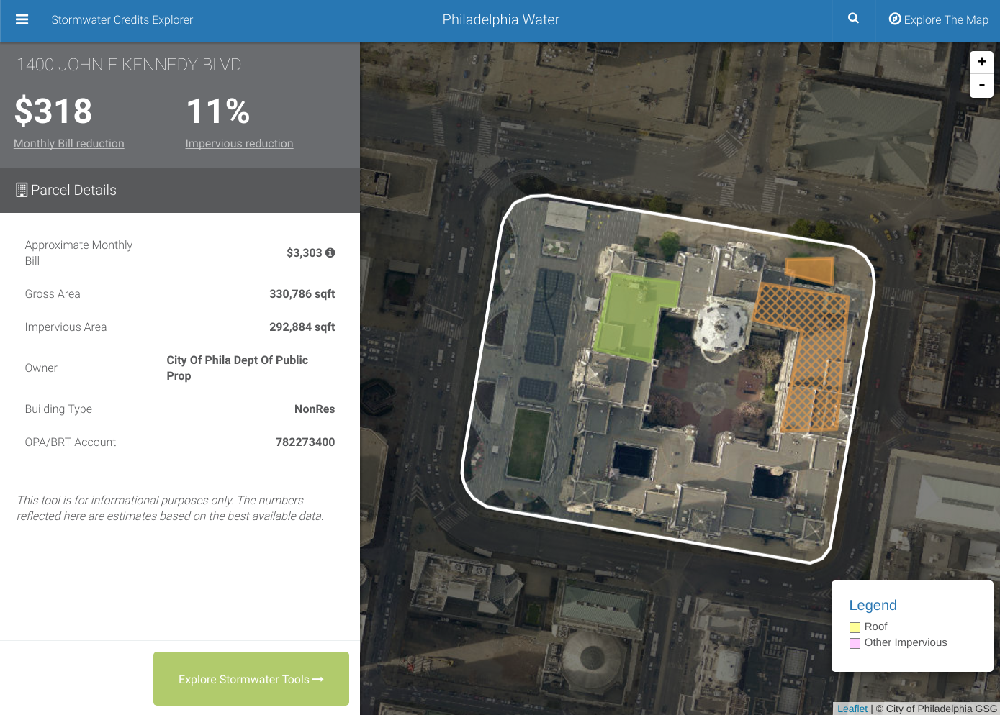 Stormwater Credits Explorer
Philadelphia Water
Explore The Map
1400 JOHN F KENNEDY BLVD
$318
11%
Monthly Bill reduction
Impervious reduction
Parcel Details
Approximate Monthly
Bill
$3,303
Gross Area
330,786 sqft
Impervious Area
292,884 sqft
Owner
City Of Phila Dept Of Public
Prop
Building Type
NonRes
OPA/BRT Account
782273400
This tool is for informational purposes only. The numbers
reflected here are estimates based on the best available data.
Explore Stormwater Tools
+
-
Legend
Roof
Other Impervious
Leaflet | © City of Philadelphia GSG